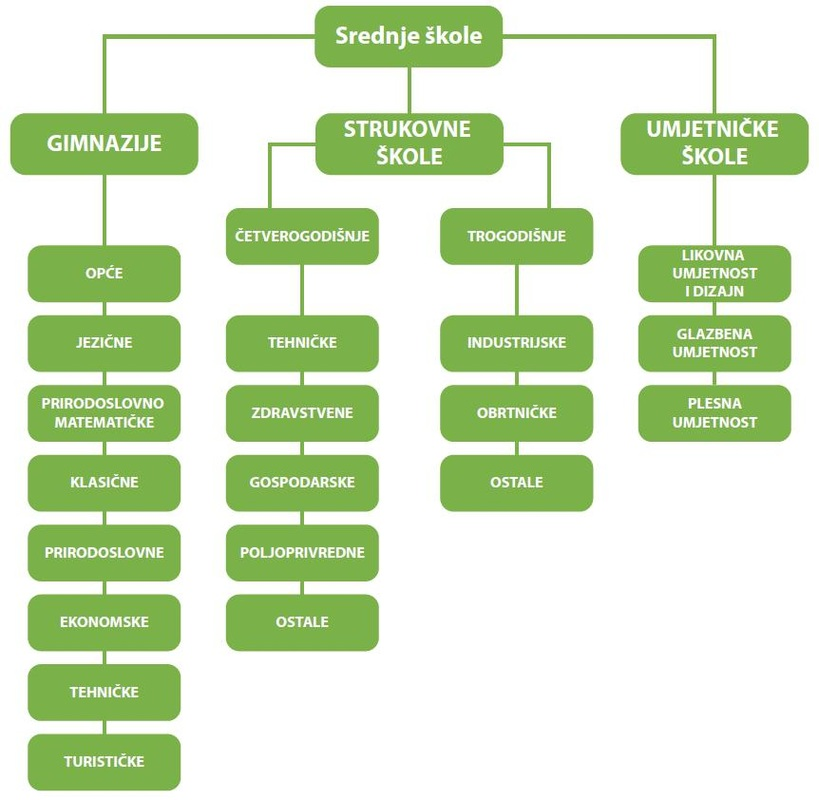 Srednje škole
GIMNAZIJE
STRUKOVNE
ŠKOLE
UMJETNIČKE
ŠKOLE
OPĆE
JEZIČNE
PRIRODOSLOVNO
MATEMATIČKE
KLASIČNE
PRIRODOSLOVNE
EKONOMSKE
TEHNIČKE
TURISTIČKE
ČETVEROGODIŠNJE
TEHNIČKE
ZDRAVSTVENE
GOSPODARSKE
POLJOPRIVREDNE
OSTALE
TROGODIŠNJE
INDUSTRIJSKE
OBRTNIČKE
OSTALE
LIKOVNA
UMJETNOST
I DIZAJN
GLAZBENA
UMJETNOST
PLESNA
UMJETNOST